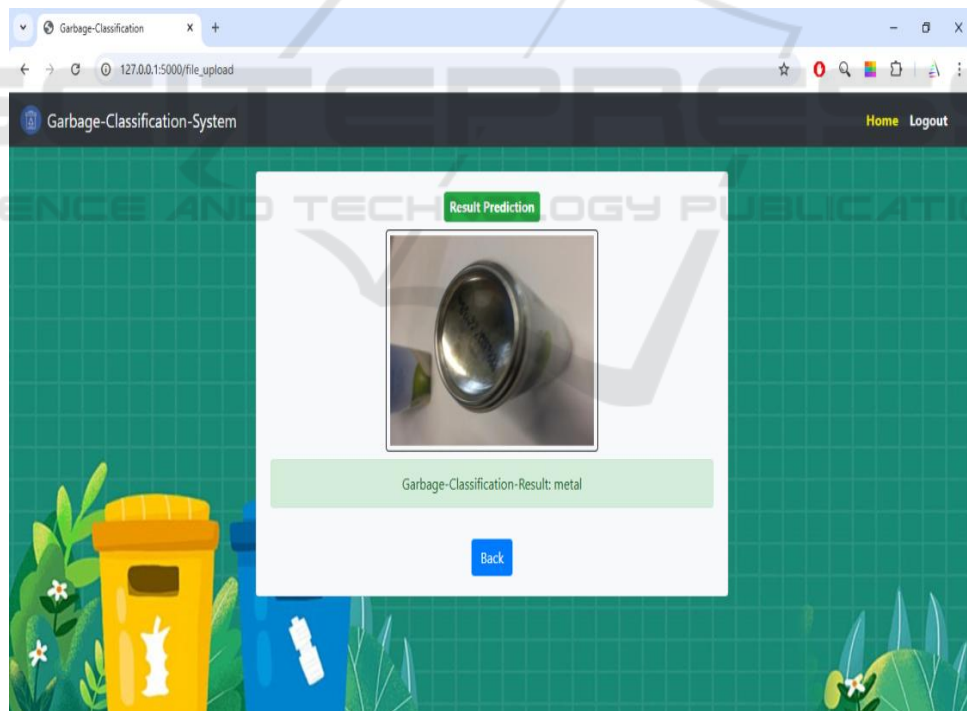 Garbage-Classification
127.0.0.1:5000/file_upload
Garbage-Classification-System
Home Logout
Result Prediction
Garbage-Classification-Result: metal
Back